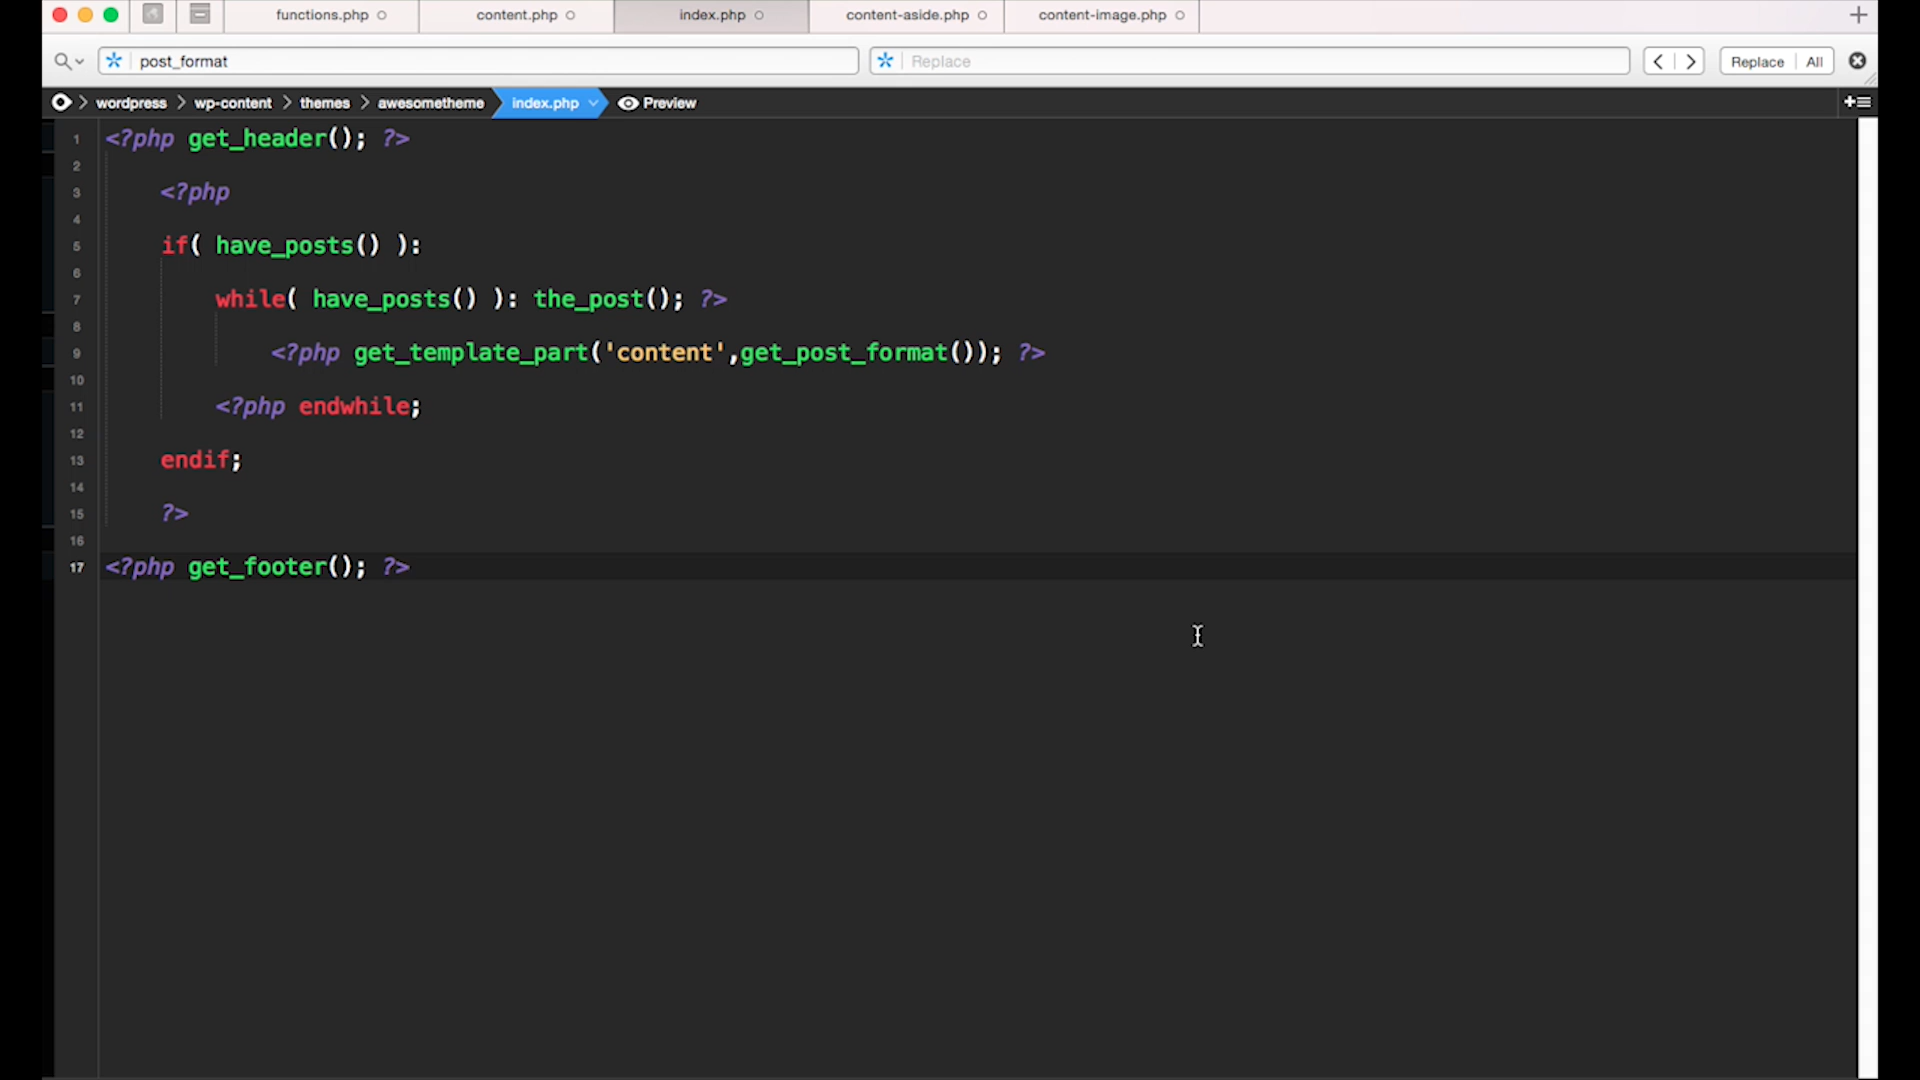 functions.php content.php index.php content-aside.php content-image.php
post_format Replace Replace All
wordpress wp-content themes awesometheme index.php Preview
1 <?php get_header(); ?>
2
3 <?php
4
5 if( have_posts() ):
6
7 while( have_posts() ): the_post(); ?>
8
9 <?php get_template_part('content',get_post_format()); ?>
10
11 <?php endwhile;
12
13 endif;
14
15 ?>
16
17 <?php get_footer(); ?>